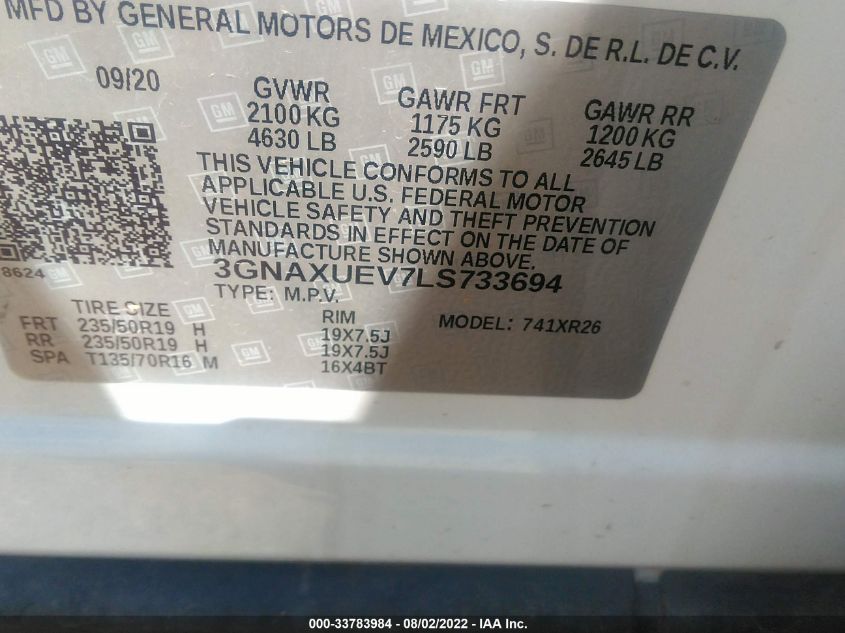 MFD BY GENERAL MOTORS DE MEXICO, S. DE R.L. DE C.V.
09/20
GVWR GAWR FRT GAWR RR
2100 KG 1175 KG 1200 KG
4630 LB 2590 LB 2645 LB
THIS VEHICLE CONFORMS TO ALL
APPLICABLE U.S. FEDERAL MOTOR
VEHICLE SAFETY AND THEFT PREVENTION
STANDARDS IN EFFECT ON THE DATE OF
MANUFACTURE SHOWN ABOVE.
8624
3GNAXUEV7LS733694
TYPE: M.P.V.
TIRE SIZE RIM MODEL: 741XR26
FRT 235/50R19 H 19X7.5J
RR 235/50R19 H 19X7.5J
SPA T135/70R16 M 16X4BT
000-33783984 - 08/02/2022 - IAA Inc.